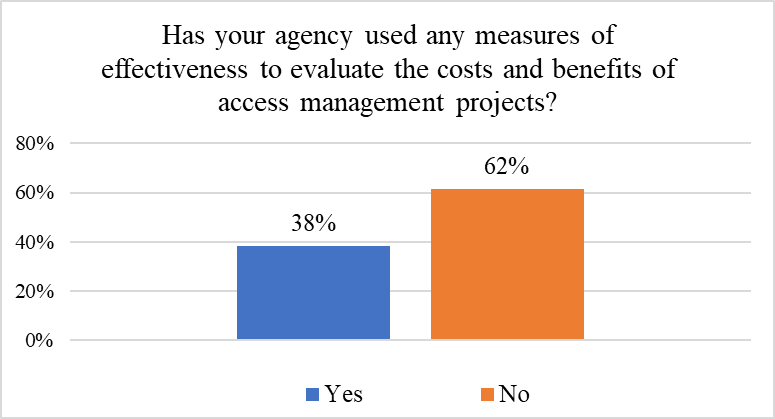 Has your agency used any measures of
effectiveness to evaluate the costs and benefits of
access management projects?
80%
60%
40%
20%
0%
38%
62%
Yes
No